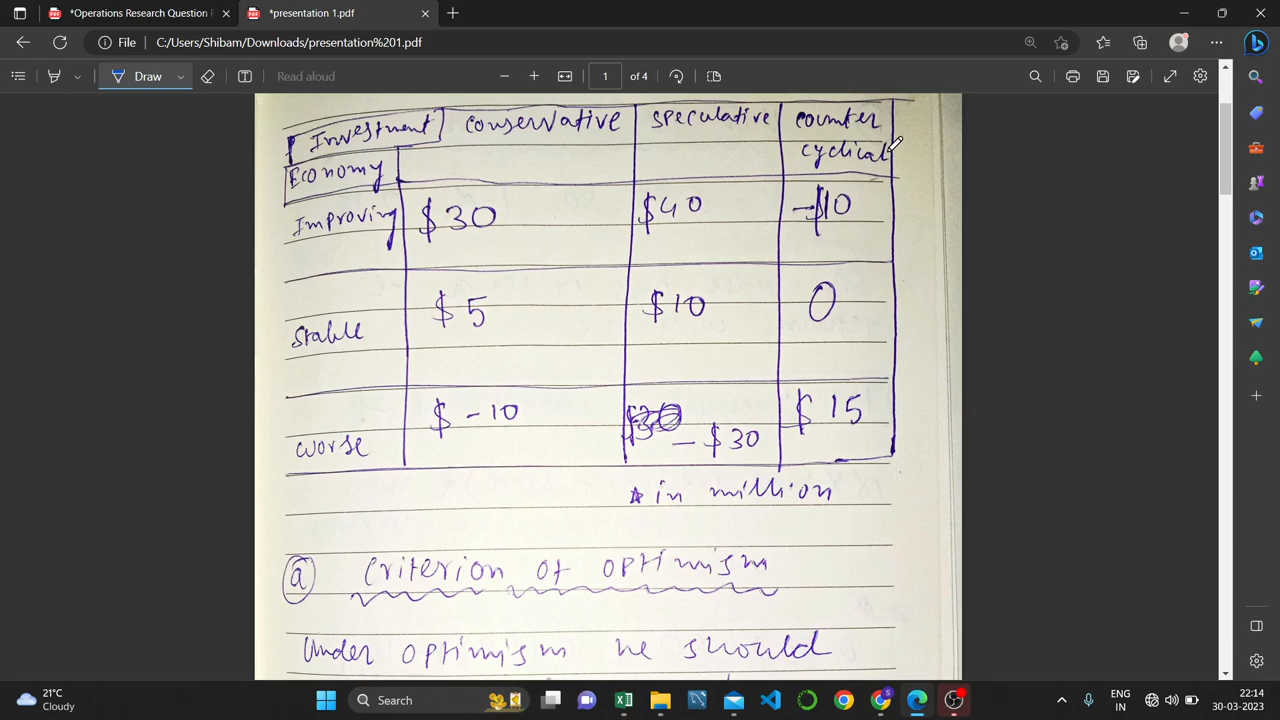 *Operations Research Question P
*presentation 1.pdf
File C:/Users/Shibam/Downloads/presentation%201.pdf
Draw Read aloud 1 of 4
Investment conservative speculative counter cyclical
Economy
Improving $30 $40 -$10
Stable $5 $10 0
worse $ -10 -$30 $15
* in million
a criterion of optimism
Under optimism he should
21°C
Cloudy
Search
ENG
IN
22:14
30-03-2023